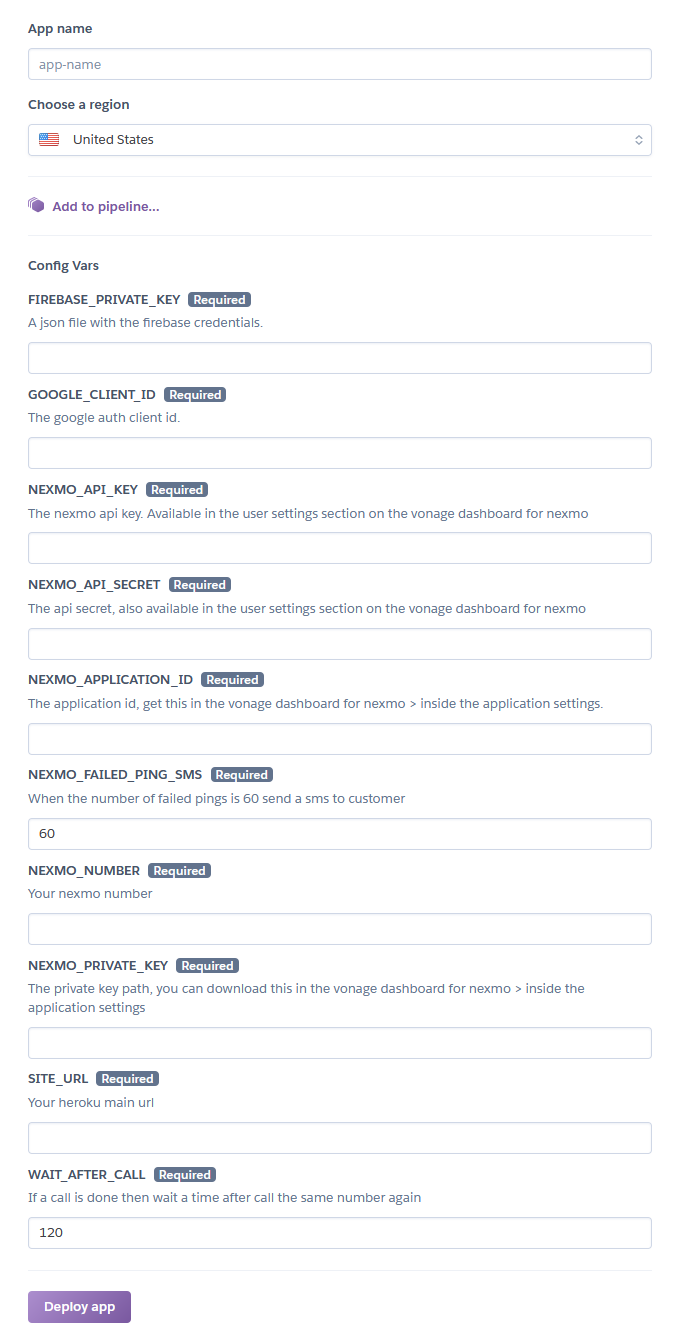 App name
app-name
Choose a region
United States
Add to pipeline...
Config Vars
FIREBASE_PRIVATE_KEY Required
A json file with the firebase credentials.
GOOGLE_CLIENT_ID Required
The google auth client id.
NEXMO_API_KEY Required
The nexmo api key. Available in the user settings section on the vonage dashboard for nexmo
NEXMO_API_SECRET Required
The api secret, also available in the user settings section on the vonage dashboard for nexmo
NEXMO_APPLICATION_ID Required
The application id, get this in the vonage dashboard for nexmo > inside the application settings.
NEXMO_FAILED_PING_SMS Required
When the number of failed pings is 60 send a sms to customer
60
NEXMO_NUMBER Required
Your nexmo number
NEXMO_PRIVATE_KEY Required
The private key path, you can download this in the vonage dashboard for nexmo > inside the
application settings
SITE_URL Required
Your heroku main url
WAIT_AFTER_CALL Required
If a call is done then wait a time after call the same number again
120
Deploy app